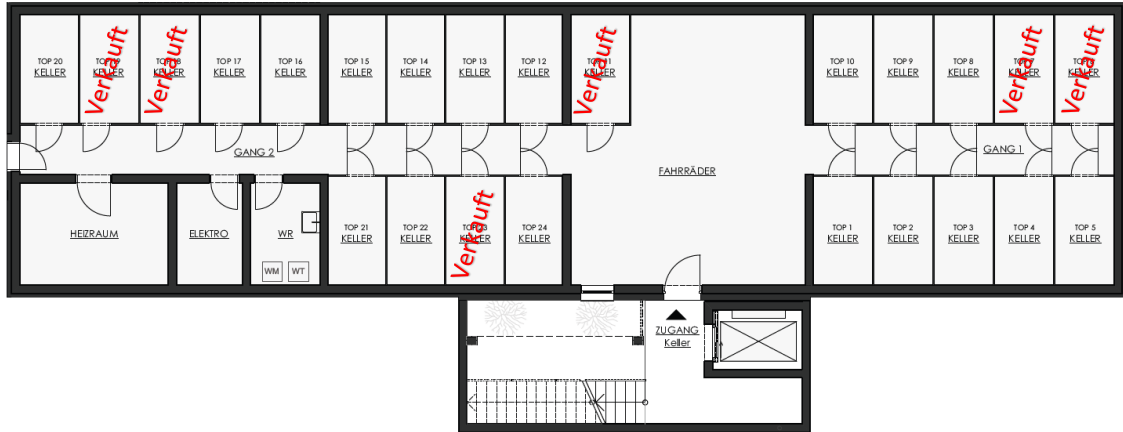 TOP 20
KELLER
TOP 19
KELLER
Verkauft
TOP 18
KELLER
Verkauft
TOP 17
KELLER
TOP 16
KELLER
TOP 15
KELLER
TOP 14
KELLER
TOP 13
KELLER
TOP 12
KELLER
TOP 11
KELLER
Verkauft
TOP 10
KELLER
TOP 9
KELLER
TOP 8
KELLER
KELLER
Verkauft
KELLER
Verkauft
GANG 2
GANG 1
FAHRRÄDER
HEIZRAUM
ELEKTRO
WR
WM
WT
TOP 21
KELLER
TOP 22
KELLER
TOP 23
KELLER
Verkauft
TOP 24
KELLER
TOP 1
KELLER
TOP 2
KELLER
TOP 3
KELLER
TOP 4
KELLER
TOP 5
KELLER
ZUGANG
Keller